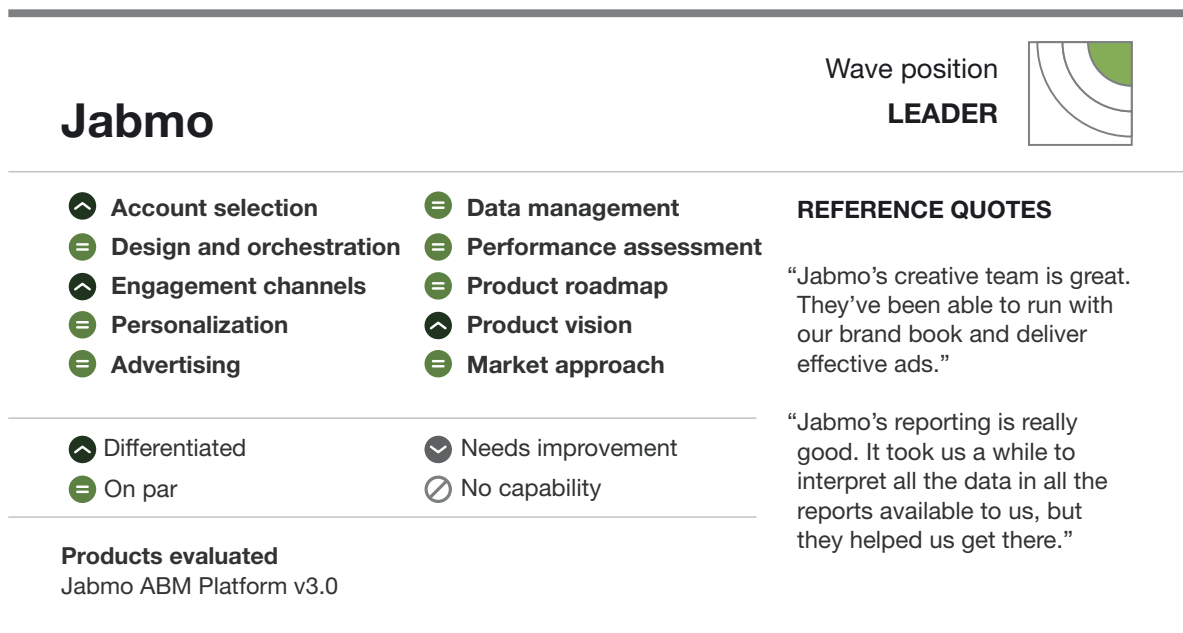 Wave position
LEADER
Jabmo
Account selection
Design and orchestration
Engagement channels
Personalization
Advertising
Data management
Performance assessment
Product roadmap
Product vision
Market approach
Differentiated
On par
Needs improvement
No capability
Products evaluated
Jabmo ABM Platform v3.0
REFERENCE QUOTES
“Jabmo’s creative team is great.
They’ve been able to run with
our brand book and deliver
effective ads.”
“Jabmo’s reporting is really
good. It took us a while to
interpret all the data in all the
reports available to us, but
they helped us get there.”